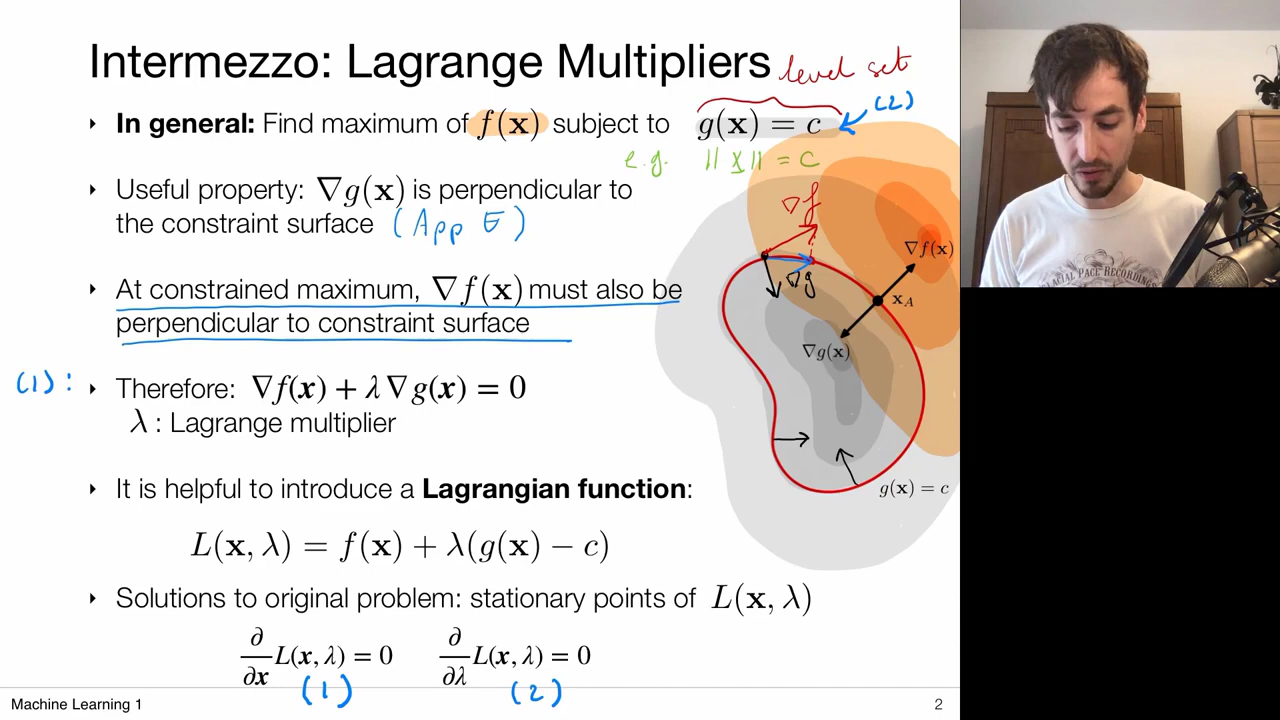 Intermezzo: Lagrange Multipliers
level set
In general: Find maximum of f(x) subject to g(x) = c
(2)
e.g. ||x|| = c
Useful property: ∇g(x) is perpendicular to
the constraint surface (App E)
∇f
∇g
∇f(x)
x_A
∇g(x)
g(x) = c
At constrained maximum, ∇f(x) must also be
perpendicular to constraint surface
(1): Therefore: ∇f(x) + λ∇g(x) = 0
λ : Lagrange multiplier
It is helpful to introduce a Lagrangian function:
L(x, λ) = f(x) + λ(g(x) − c)
Solutions to original problem: stationary points of L(x, λ)
∂/∂x L(x, λ) = 0 ∂/∂λ L(x, λ) = 0
(1) (2)
Machine Learning 1
2
GLACIAL PACE RECORDINGS